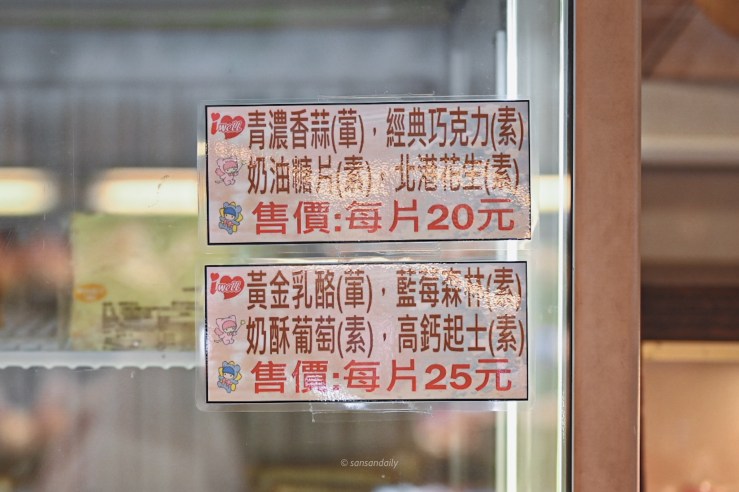 i well 青濃香蒜(葷),經典巧克力(素)
奶油糖片(素),北港花生(素)
售價:每片20元
i well 黃金乳酪(葷),藍莓森林(素)
奶酥葡萄(素),高鈣起士(素)
售價:每片25元
© sansandaily